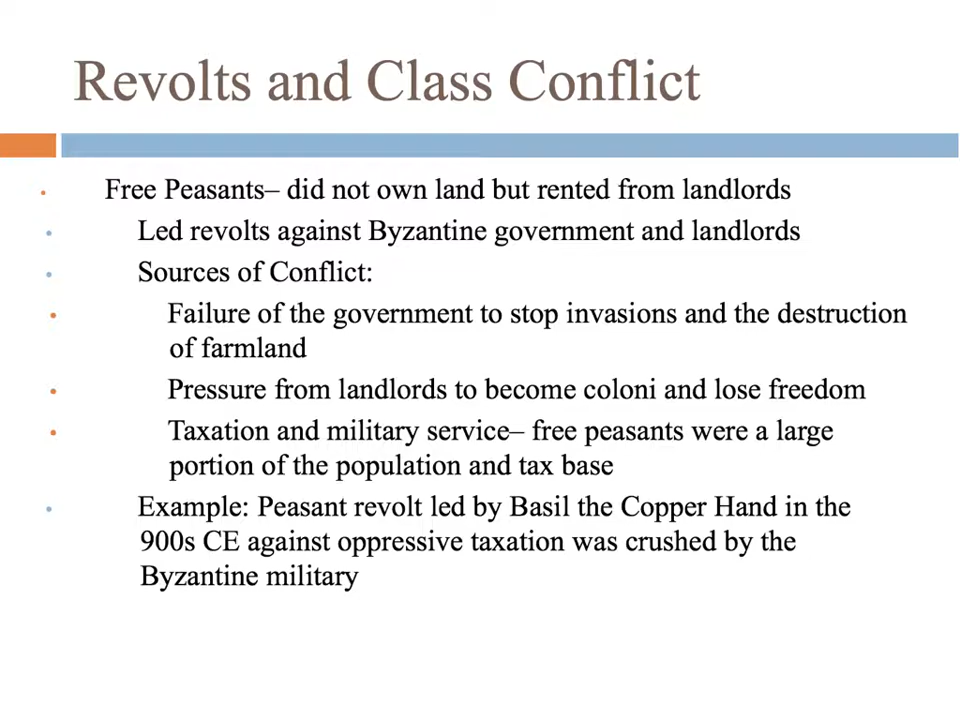 Revolts and Class Conflict
• Free Peasants– did not own land but rented from landlords
• Led revolts against Byzantine government and landlords
• Sources of Conflict:
• Failure of the government to stop invasions and the destruction
of farmland
• Pressure from landlords to become coloni and lose freedom
• Taxation and military service– free peasants were a large
portion of the population and tax base
• Example: Peasant revolt led by Basil the Copper Hand in the
900s CE against oppressive taxation was crushed by the
Byzantine military